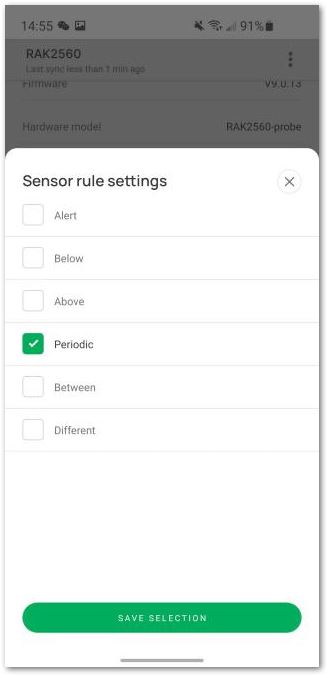 14:55 91%
RAK2560
Last sync less than 1 min ago
Firmware V9.0.13
Hardware model RAK2560-probe
Sensor rule settings
Alert
Below
Above
Periodic
Between
Different
SAVE SELECTION